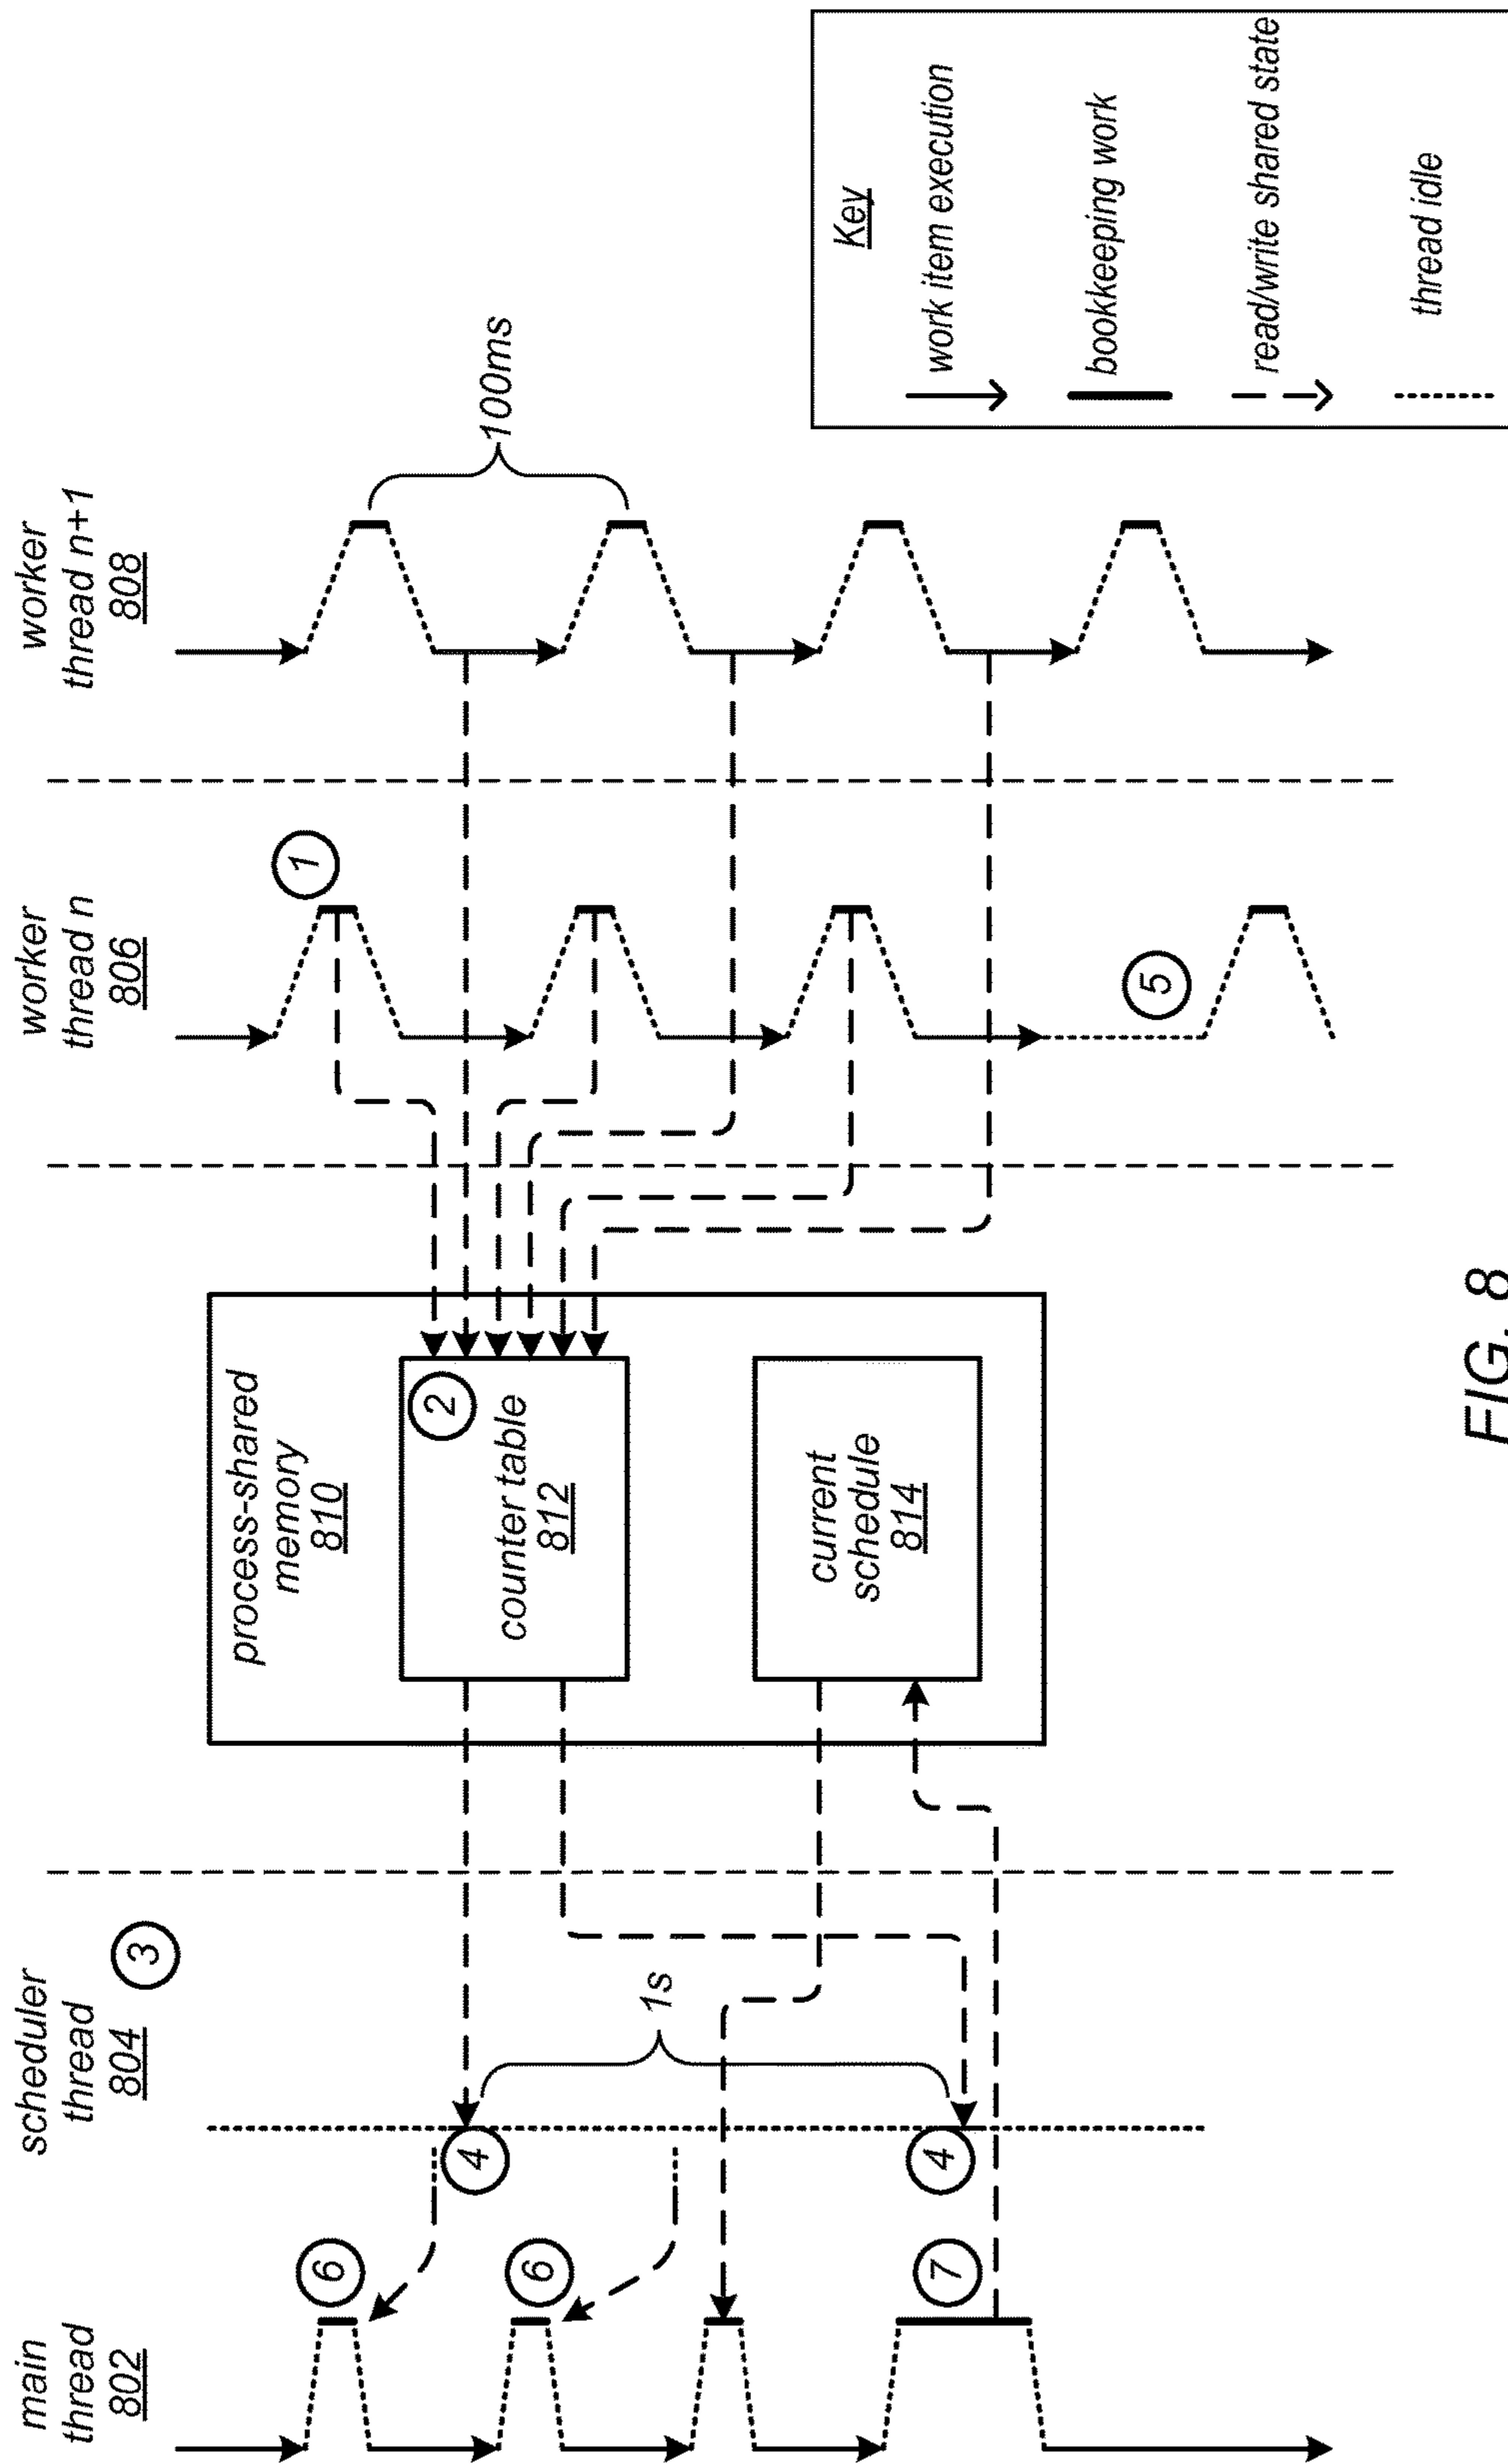 main
thread
802
scheduler
thread
804
3
process-shared
memory
810
2
counter table
812
current
schedule
814
worker
thread n
806
1
5
worker
thread n+1
808
100ms
6
6
4
1s
4
7
Key
work item execution
bookkeeping work
read/write shared state
thread idle
FIG. 8